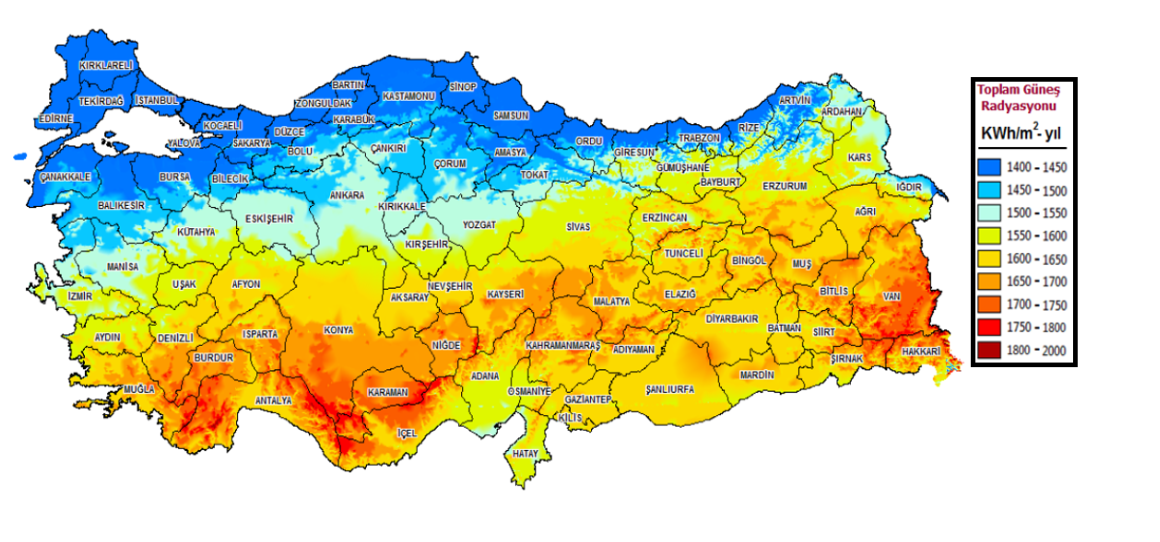 KIRKLARELİ
TEKİRDAĞ
İSTANBUL
EDİRNE
KOCAELİ
YALOVA
SAKARYA
DÜZCE
ZONGULDAK
BARTIN
KARABÜK
KASTAMONU
SİNOP
SAMSUN
ORDU
GİRESUN
TRABZON
RİZE
ARTVİN
ARDAHAN
KARS
IĞDIR
ÇANAKKALE
BURSA
BİLECİK
BOLU
ÇANKIRI
ÇORUM
AMASYA
TOKAT
GÜMÜŞHANE
BAYBURT
ERZURUM
BALIKESİR
KÜTAHYA
ESKİŞEHİR
ANKARA
KIRIKKALE
YOZGAT
SİVAS
ERZİNCAN
AĞRI
KIRŞEHİR
TUNCELİ
BİNGÖL
MUŞ
MANİSA
İZMİR
UŞAK
AFYON
AKSARAY
NEVŞEHİR
KAYSERİ
MALATYA
ELAZIĞ
BİTLİS
VAN
AYDIN
DENİZLİ
ISPARTA
BURDUR
KONYA
NİĞDE
KAHRAMANMARAŞ
ADIYAMAN
DİYARBAKIR
BATMAN
SİİRT
ŞIRNAK
HAKKARİ
MUĞLA
ANTALYA
KARAMAN
ADANA
OSMANİYE
GAZİANTEP
ŞANLIURFA
MARDİN
KİLİS
İÇEL
HATAY
Toplam Güneş
Radyasyonu
KWh/m²- yıl
1400 - 1450
1450 - 1500
1500 - 1550
1550 - 1600
1600 - 1650
1650 - 1700
1700 - 1750
1750 - 1800
1800 - 2000